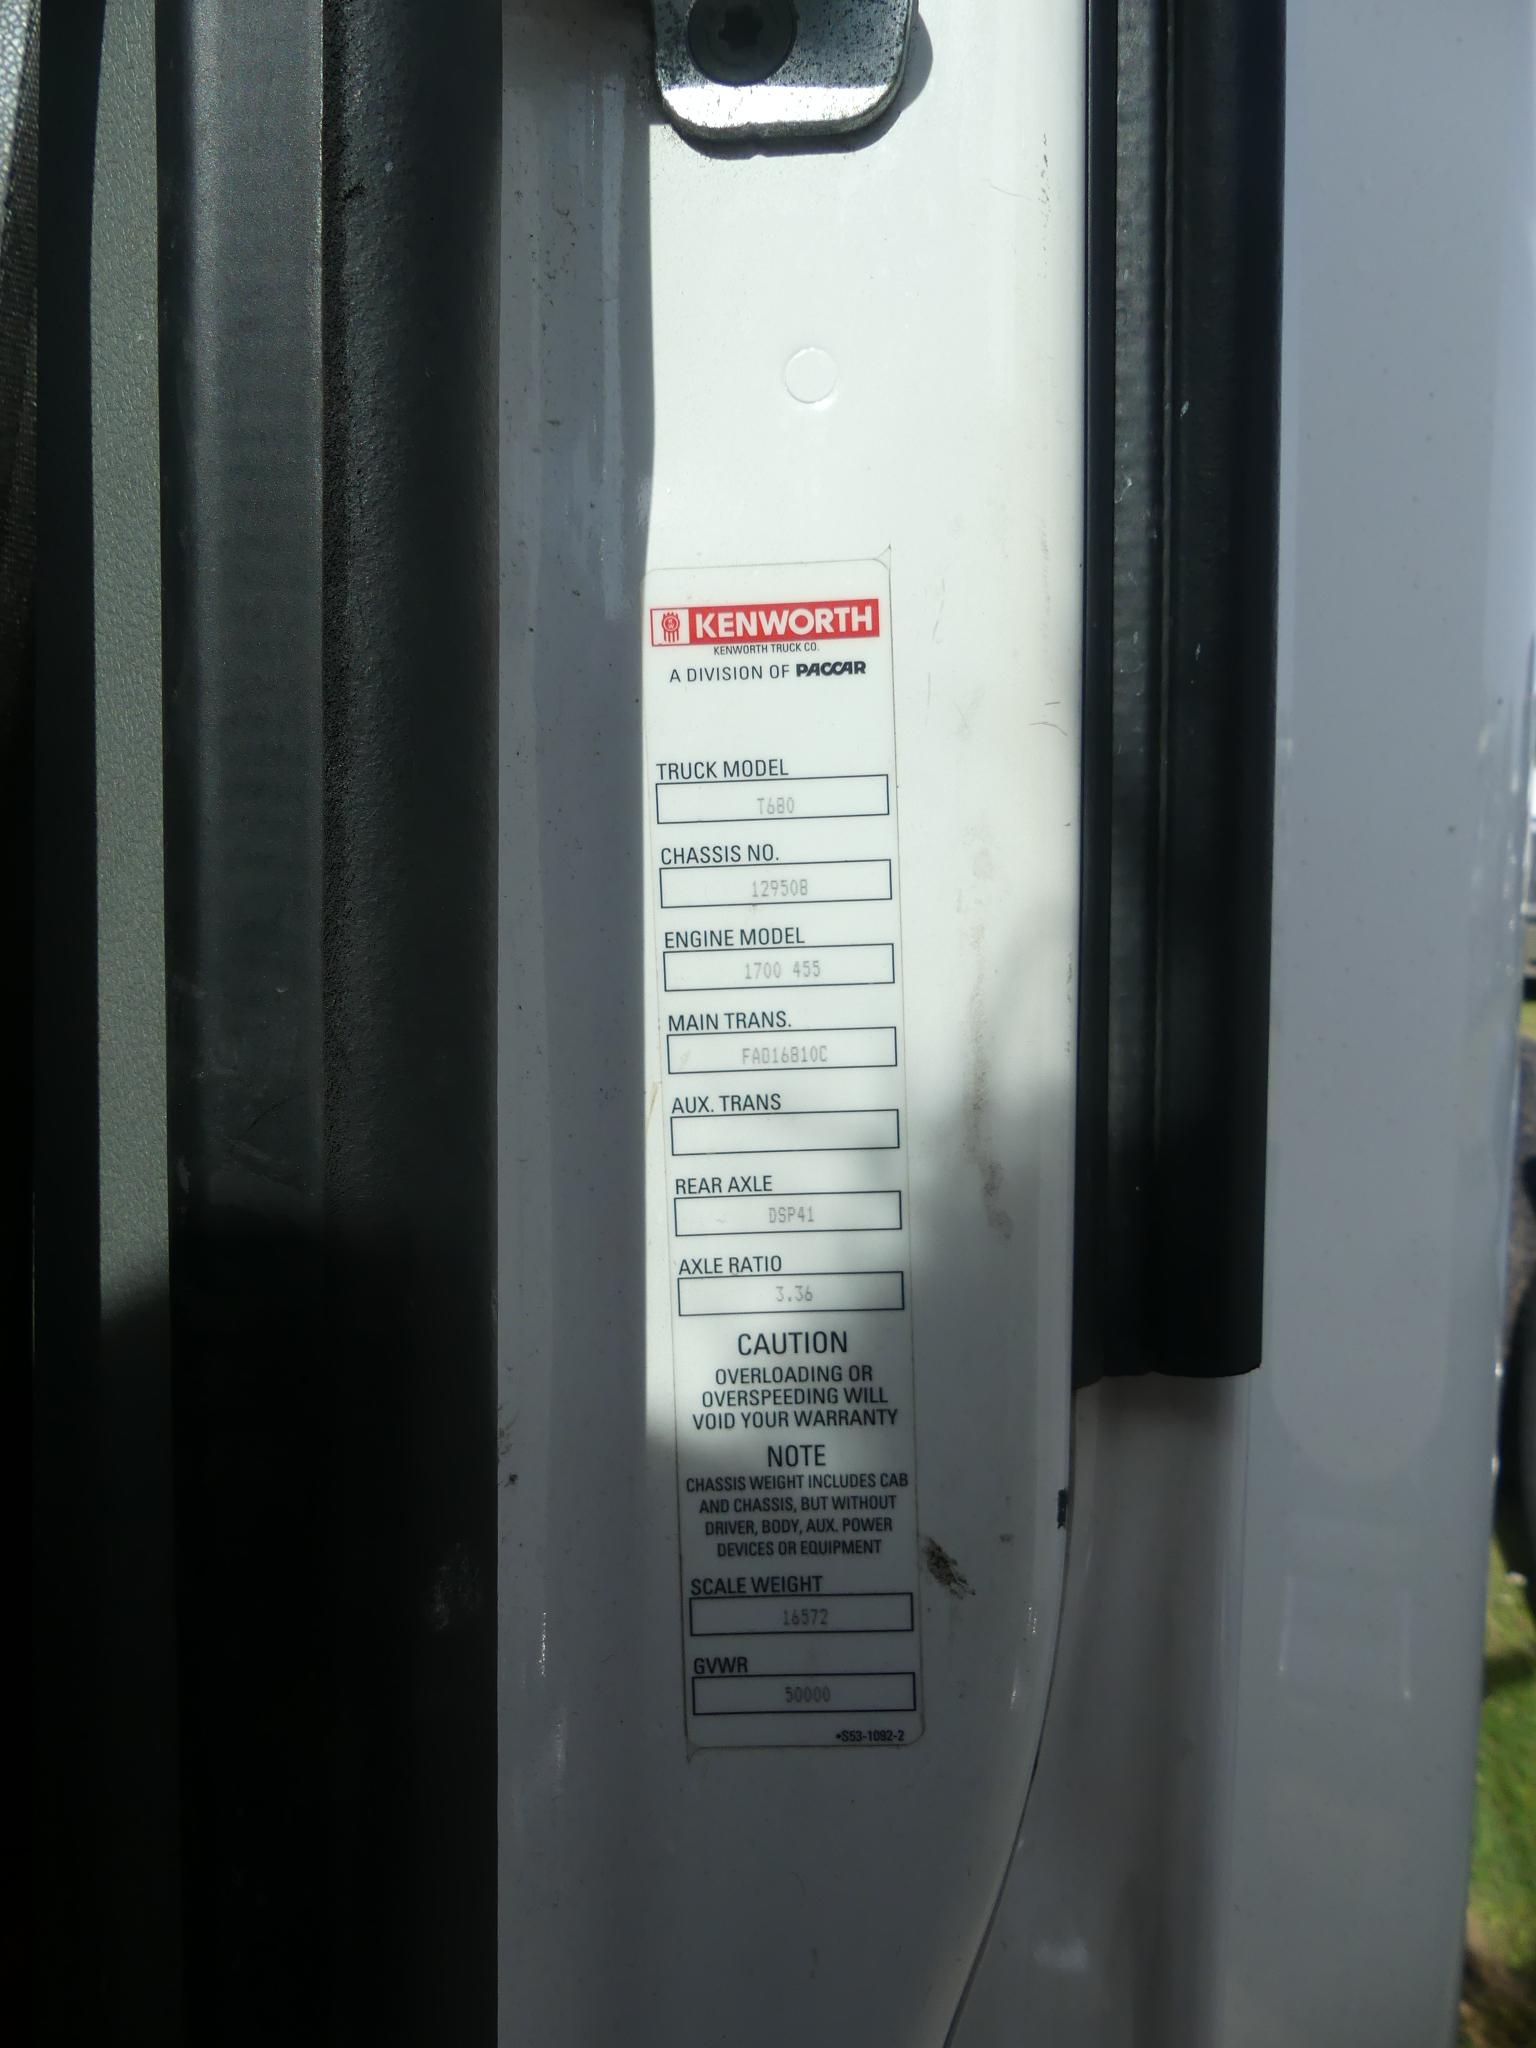 KENWORTH
KENWORTH TRUCK CO.
A DIVISION OF PACCAR
TRUCK MODEL
T680
CHASSIS NO.
129508
ENGINE MODEL
1700 455
MAIN TRANS.
FAO16810C
AUX. TRANS
REAR AXLE
DSP41
AXLE RATIO
3.36
CAUTION
OVERLOADING OR
OVERSPEEDING WILL
VOID YOUR WARRANTY
NOTE
CHASSIS WEIGHT INCLUDES CAB
AND CHASSIS, BUT WITHOUT
DRIVER, BODY, AUX. POWER
DEVICES OR EQUIPMENT
SCALE WEIGHT
16572
GVWR
50000
•S53-1092-2